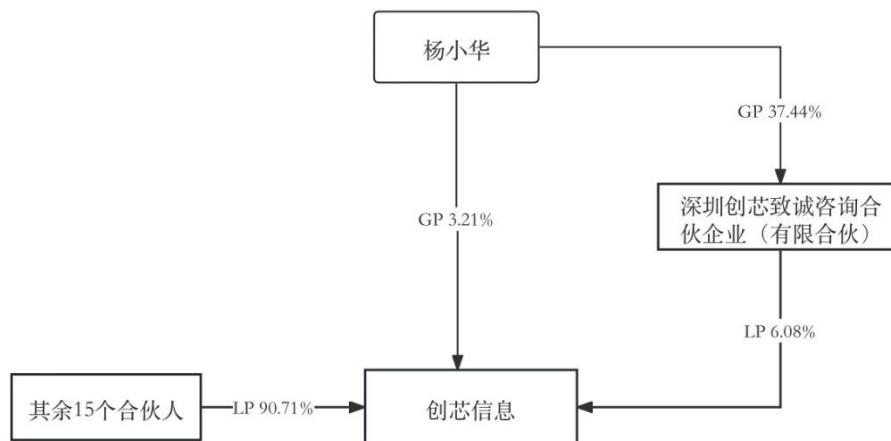 杨小华
GP 37.44%
深圳创芯致诚咨询合
伙企业（有限合伙）
GP 3.21%
LP 6.08%
其余15个合伙人
LP 90.71%
创芯信息